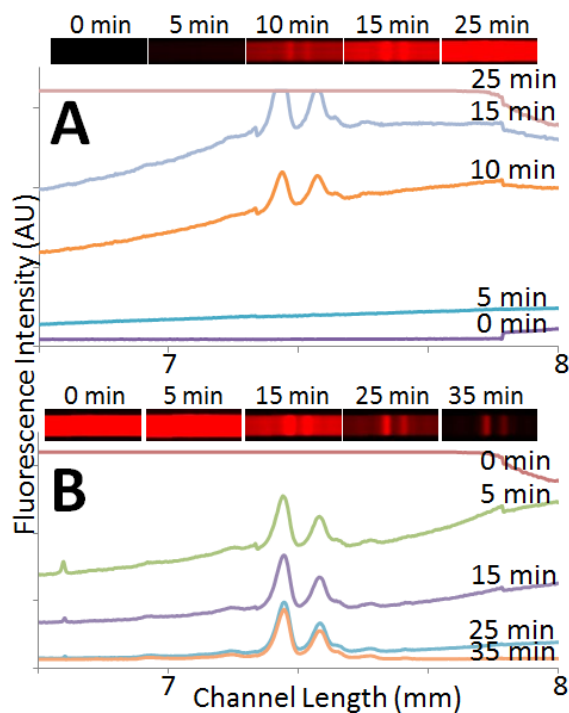 0 min 5 min 10 min 15 min 25 min
A
25 min
15 min
10 min
5 min
0 min
7 8
Fluorescence Intensity (AU)
0 min 5 min 15 min 25 min 35 min
B
0 min
5 min
15 min
25 min
35 min
7 8
Channel Length (mm)